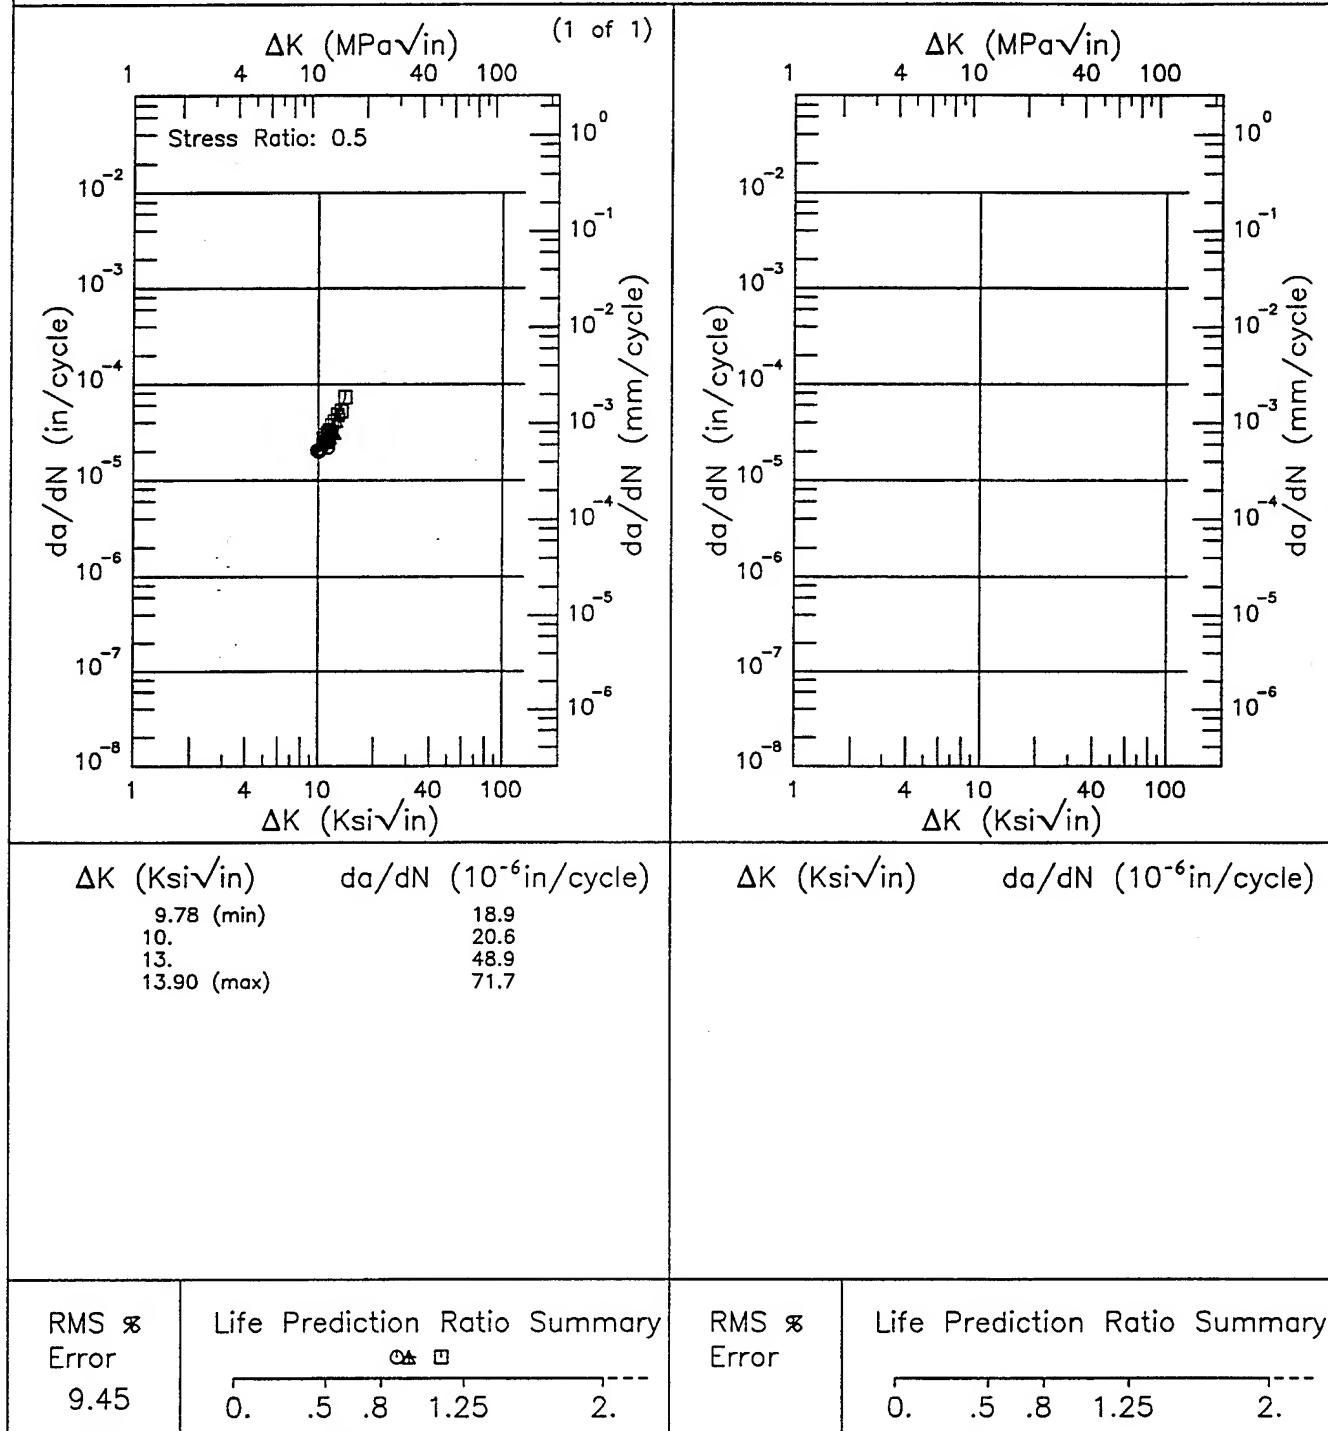 (1 of 1)
ΔK (MPa√in)
1 4 10 40 100
Stress Ratio: 0.5
10⁰
10⁻¹
10⁻²
10⁻³
10⁻⁴
10⁻⁵
10⁻⁶
da/dN (mm/cycle)
10⁻²
10⁻³
10⁻⁴
10⁻⁵
10⁻⁶
10⁻⁷
10⁻⁸
da/dN (in/cycle)
1 4 10 40 100
ΔK (Ksi√in)
ΔK (MPa√in)
1 4 10 40 100
10⁰
10⁻¹
10⁻²
10⁻³
10⁻⁴
10⁻⁵
10⁻⁶
da/dN (mm/cycle)
10⁻²
10⁻³
10⁻⁴
10⁻⁵
10⁻⁶
10⁻⁷
10⁻⁸
da/dN (in/cycle)
1 4 10 40 100
ΔK (Ksi√in)
ΔK (Ksi√in) da/dN (10⁻⁶in/cycle)
9.78 (min) 18.9
10. 20.6
13. 48.9
13.90 (max) 71.7
ΔK (Ksi√in) da/dN (10⁻⁶in/cycle)
RMS %
Error
9.45
Life Prediction Ratio Summary
0. .5 .8 1.25 2.
RMS %
Error
Life Prediction Ratio Summary
0. .5 .8 1.25 2.